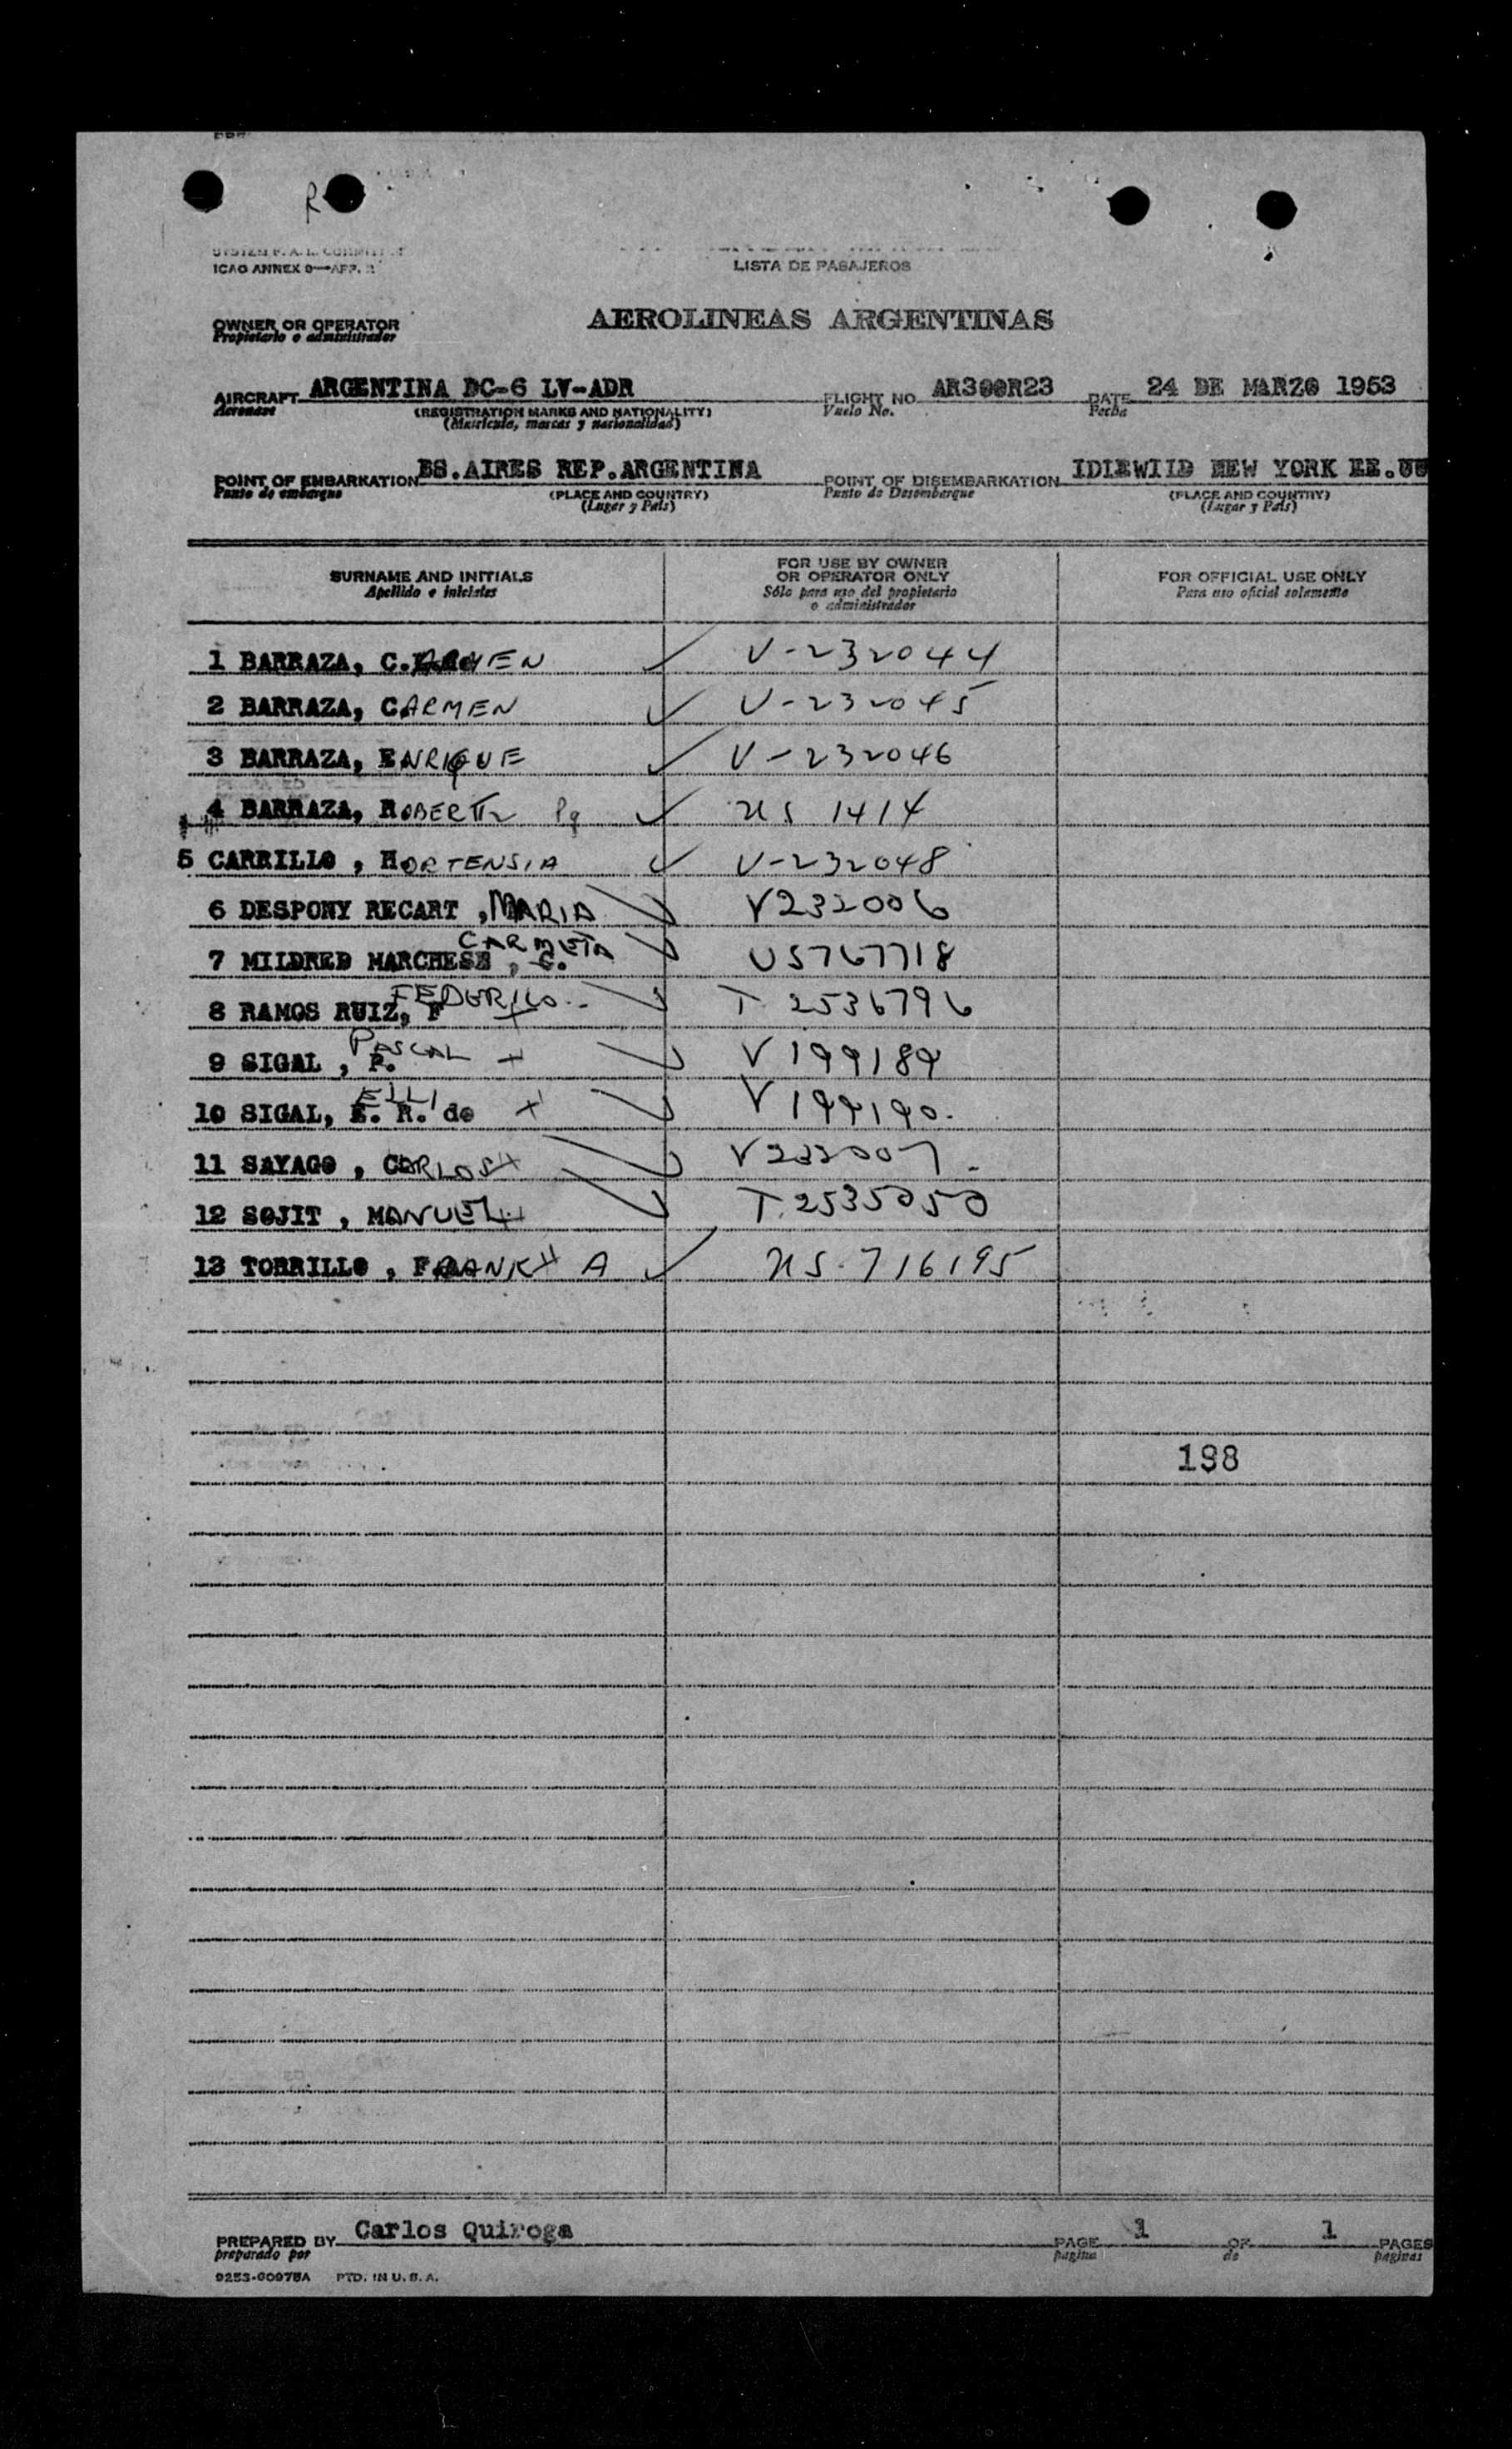 R
ICAO ANNEX 9—APP. 2
LISTA DE PASAJEROS
OWNER OR OPERATOR
Propietario o administrador
AEROLINEAS ARGENTINAS
AIRCRAFT ARGENTINA DC-6 LV-ADR FLIGHT NO. AR300R23 DATE 24 DE MARZO 1953
Aeronave (REGISTRATION MARKS AND NATIONALITY) Vuelo No. Fecha
(Matrícula, marcas y nacionalidad)
POINT OF EMBARKATION BS.AIRES REP.ARGENTINA POINT OF DISEMBARKATION IDLEWILD NEW YORK EE.UU
Punto de embarque (PLACE AND COUNTRY) Punto de Desembarque (PLACE AND COUNTRY)
(Lugar y País) (Lugar y País)
SURNAME AND INITIALS
Apellido e iniciales
FOR USE BY OWNER
OR OPERATOR ONLY
Sólo para uso del propietario
o administrador
FOR OFFICIAL USE ONLY
Para uso oficial solamente
1 BARRAZA, CARMEN V-232044
2 BARRAZA, CARMEN V-232045
3 BARRAZA, ENRIQUE V-232046
4 BARRAZA, ROBERTO US 1414
5 CARRILLO , HORTENSIA V-232048
6 DESPONY RECART , MARIA V232006
CARMETA
7 MILDRED MARCHESE , C. US767718
FEDERICO
8 RAMOS RUIZ, F T 2536796
PASCAL
9 SIGAL , P. V199189
ELLI
10 SIGAL, E. R. de V199190.
11 SAYAGO , CARLOS V232007.
12 SOJIT , MANUEL T.2535050
13 TORRILLO , FRANK A US-716195
198
PREPARED BY Carlos Quiroga PAGE 1 OF 1 PAGES
preparado por página de páginas
9253-60975A PTD. IN U. S. A.